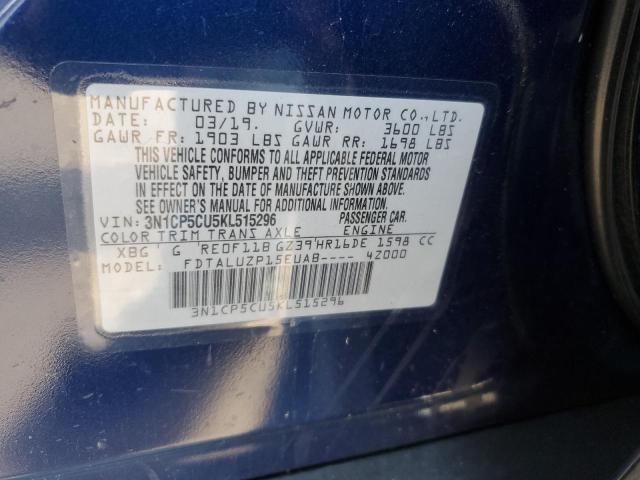 MANUFACTURED BY NISSAN MOTOR CO.,LTD.
DATE: 03/19. GVWR: 3600 LBS
GAWR FR: 1903 LBS GAWR RR: 1698 LBS
THIS VEHICLE CONFORMS TO ALL APPLICABLE FEDERAL MOTOR
VEHICLE SAFETY, BUMPER AND THEFT PREVENTION STANDARDS
IN EFFECT ON THE DATE OF MANUFACTURE SHOWN ABOVE.
SEE OWNER'S MANUAL FOR ADDITIONAL INFORMATION.
VIN: 3N1CP5CU5KL515296 PASSENGER CAR.
COLOR TRIM TRANS AXLE ENGINE
XBG G RE0F11B GZ39 HR16DE 1598 CC
MODEL: FDTALUZP15EUAB---- 4Z000
3N1CP5CU5KL515296